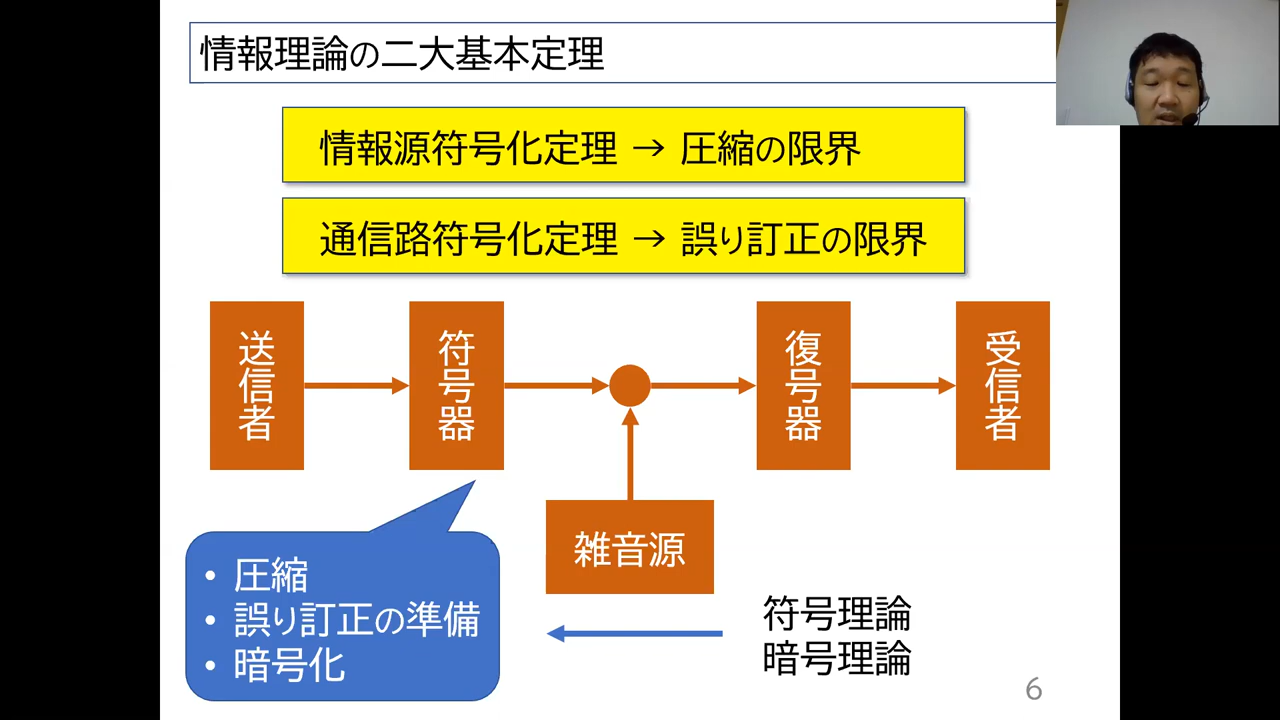 情報理論の二大基本定理
情報源符号化定理 → 圧縮の限界
通信路符号化定理 → 誤り訂正の限界
送信者
符号器
復号器
受信者
雑音源
• 圧縮
• 誤り訂正の準備
• 暗号化
符号理論
暗号理論
6